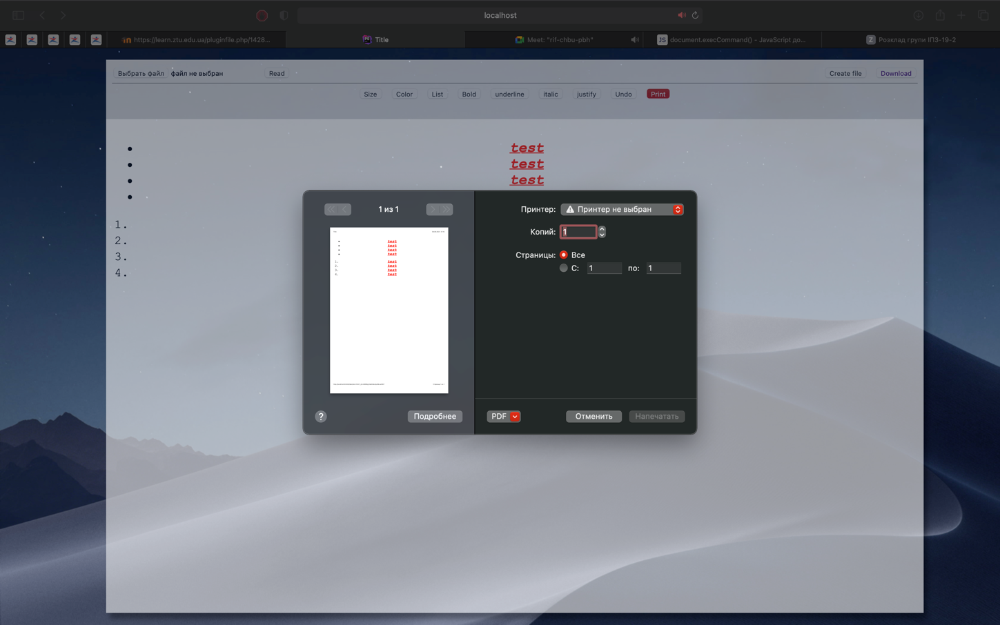 localhost
https://learn.ztu.edu.ua/pluginfile.php/1428...
Title
Meet: "rif-chbu-pbh"
JS document.execCommand() - JavaScript до...
Z Розклад групи ІПЗ-19-2
Выбрать файл файл не выбран Read Create file Download
Size Color List Bold underline italic justify Undo Print
test
test
test
1.
2.
3.
4.
1 из 1
test
test
test
test
1. test
2. test
3. test
4. test
? Подробнее
Принтер: Принтер не выбран
Копий: 1
Страницы: Все
С: 1 по: 1
PDF Отменить Напечатать